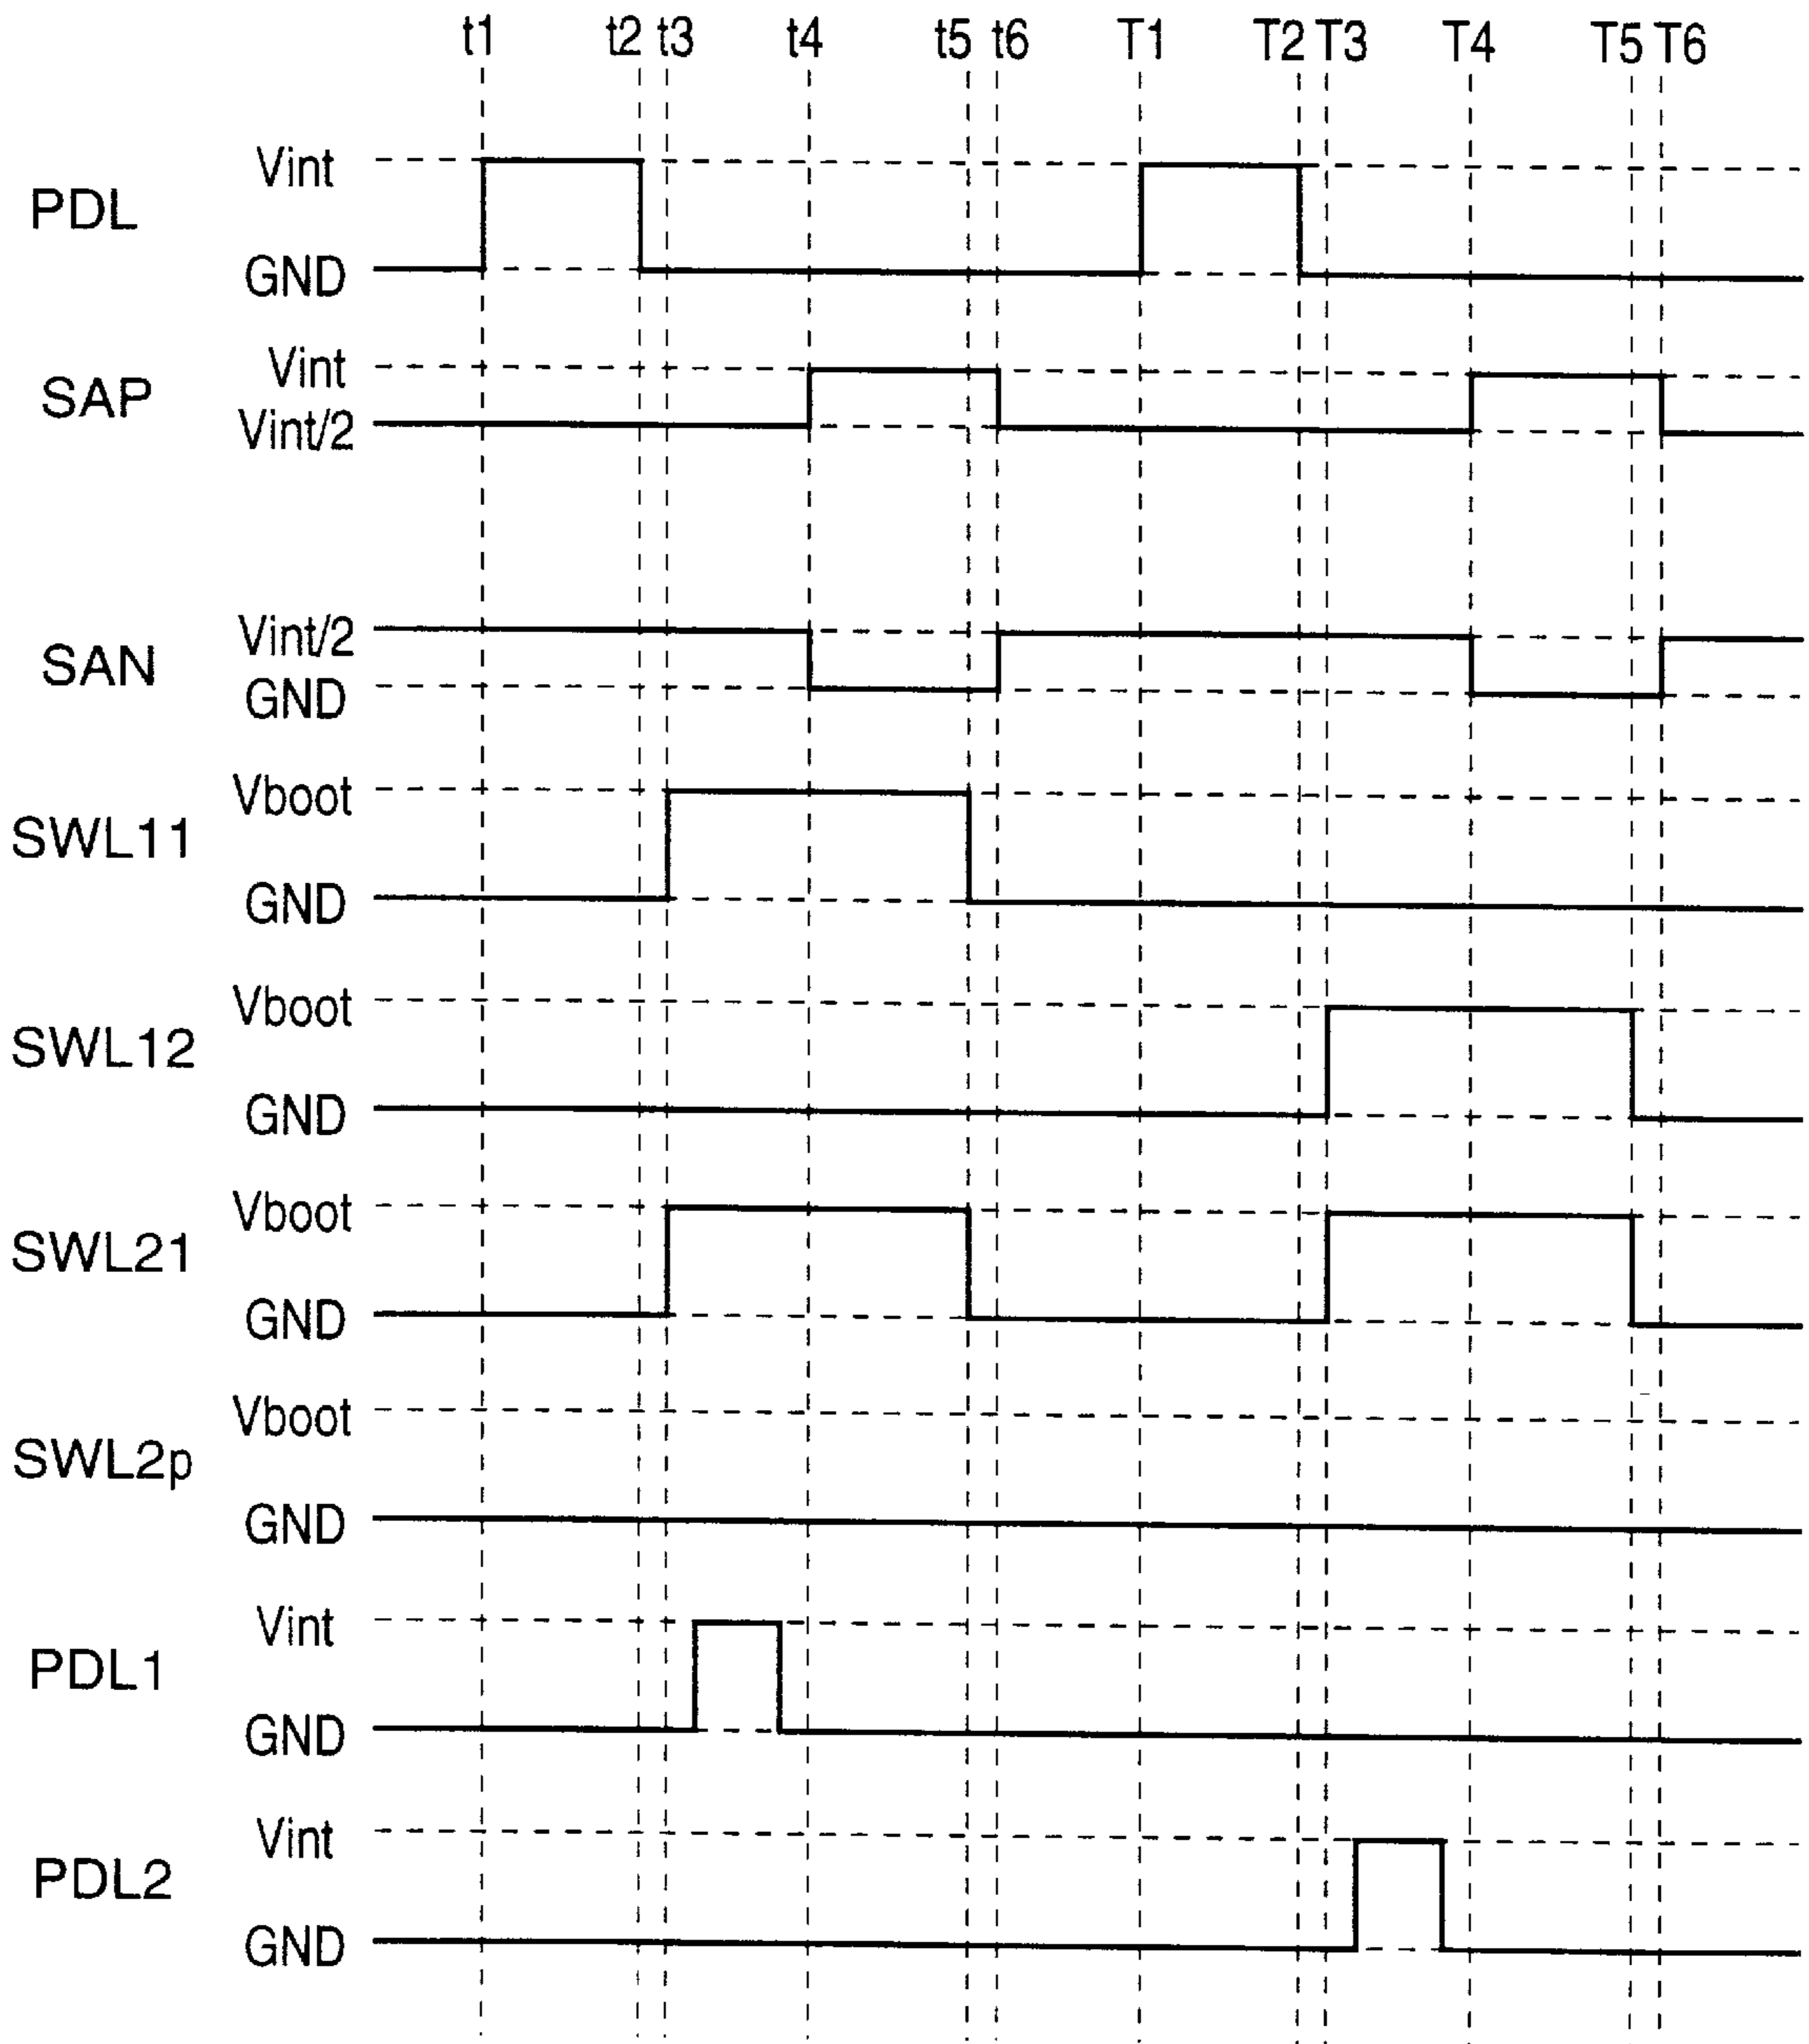 t1 t2 t3 t4 t5 t6 T1 T2 T3 T4 T5 T6
PDL
Vint
GND
SAP
Vint
Vint/2
SAN
Vint/2
GND
SWL11
Vboot
GND
SWL12
Vboot
GND
SWL21
Vboot
GND
SWL2p
Vboot
GND
PDL1
Vint
GND
PDL2
Vint
GND